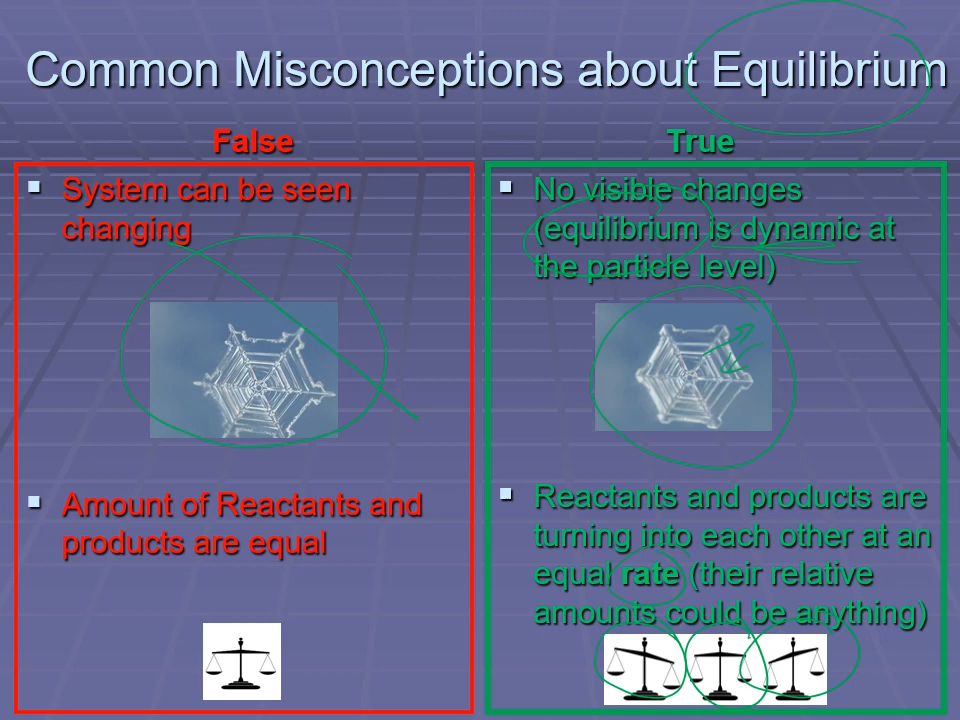 Common Misconceptions about Equilibrium
False
System can be seen
changing
Amount of Reactants and
products are equal
True
No visible changes
(equilibrium is dynamic at
the particle level)
Reactants and products are
turning into each other at an
equal rate (their relative
amounts could be anything)